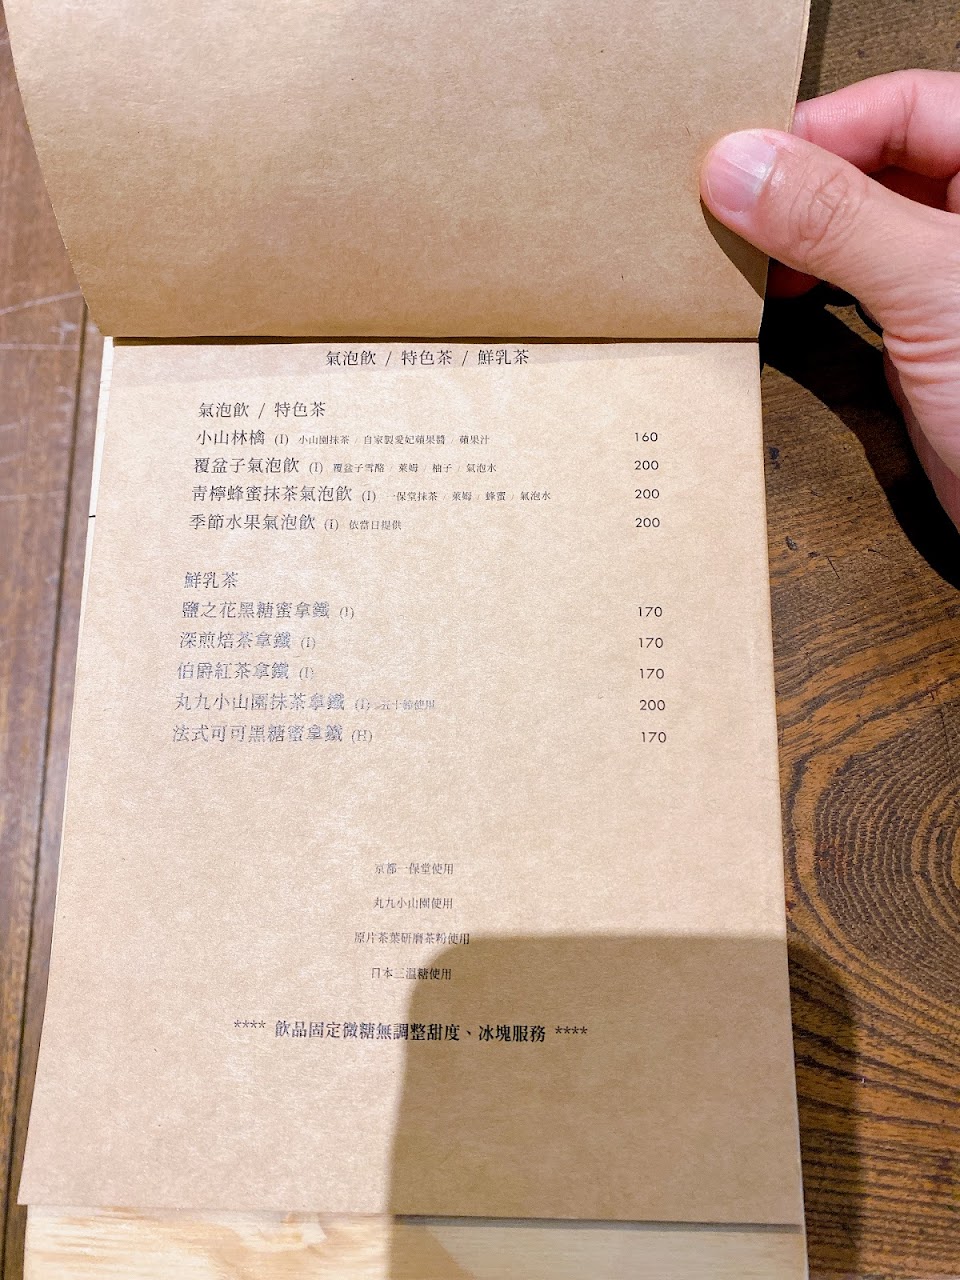 氣泡飲 / 特色茶 / 鮮乳茶
氣泡飲 / 特色茶
小山林檎 (I) 小山園抹茶 / 自家製愛妃蘋果醬 / 蘋果汁 160
覆盆子氣泡飲 (I) 覆盆子雪酪 / 萊姆 / 柚子 / 氣泡水 200
青檸蜂蜜抹茶氣泡飲 (I) 一保堂抹茶 / 萊姆 / 蜂蜜 / 氣泡水 200
季節水果氣泡飲 (I) 依當日提供 200
鮮乳茶
鹽之花黑糖蜜拿鐵 (I) 170
深煎焙茶拿鐵 (I) 170
伯爵紅茶拿鐵 (I) 170
丸九小山園抹茶拿鐵 (I) 五十鈴使用 200
法式可可黑糖蜜拿鐵 (H) 170
京都一保堂使用
丸九小山園使用
原片茶葉研磨茶粉使用
日本三溫糖使用
**** 飲品固定微糖無調整甜度、冰塊服務 ****